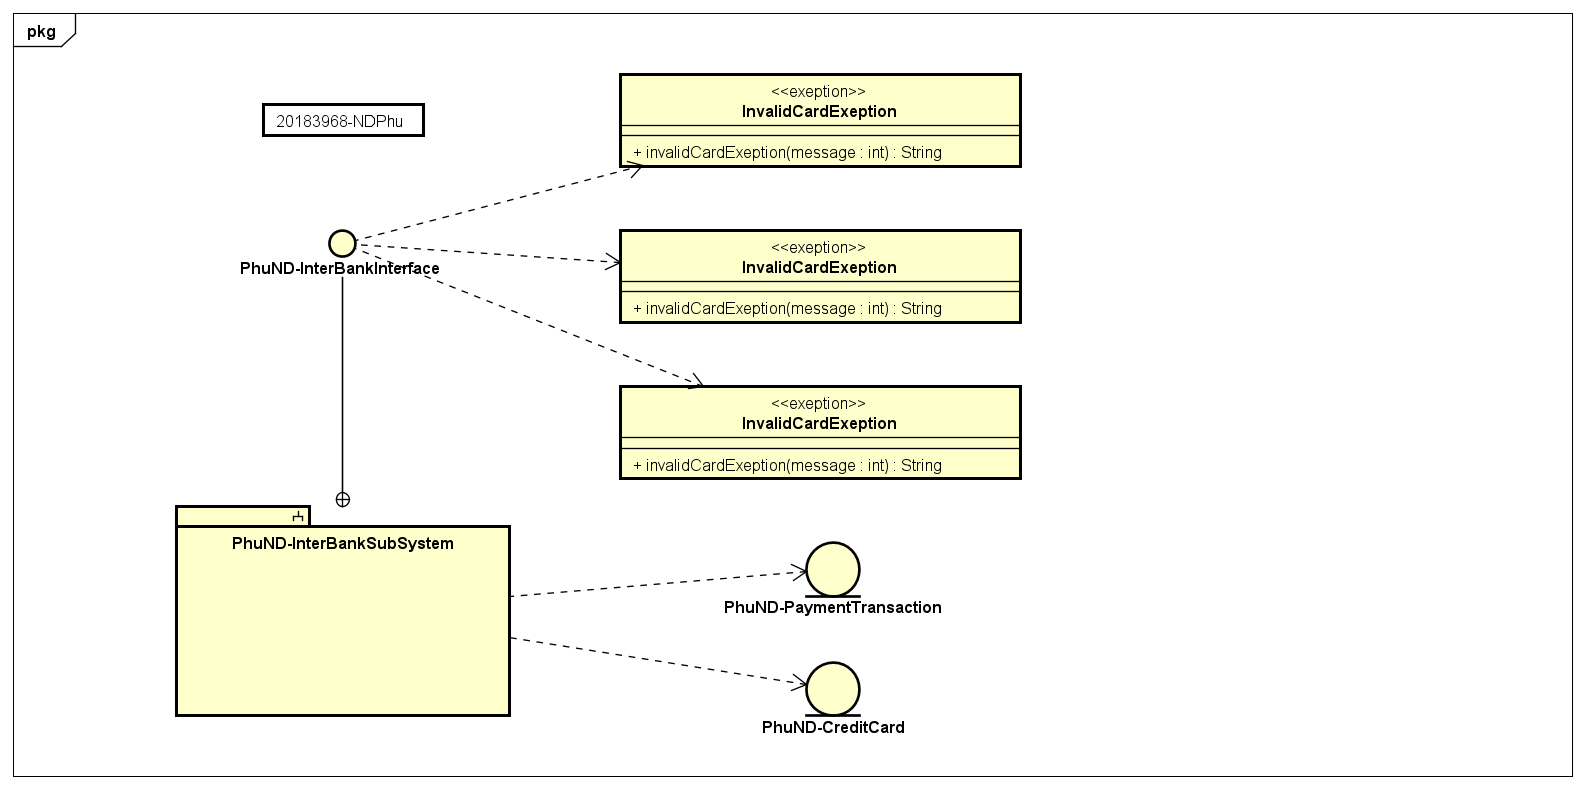 pkg
20183968-NDPhu
<<exeption>>
InvalidCardExeption
+ invalidCardExeption(message : int) : String
PhuND-InterBankInterface
<<exeption>>
InvalidCardExeption
+ invalidCardExeption(message : int) : String
<<exeption>>
InvalidCardExeption
+ invalidCardExeption(message : int) : String
PhuND-InterBankSubSystem
PhuND-PaymentTransaction
PhuND-CreditCard